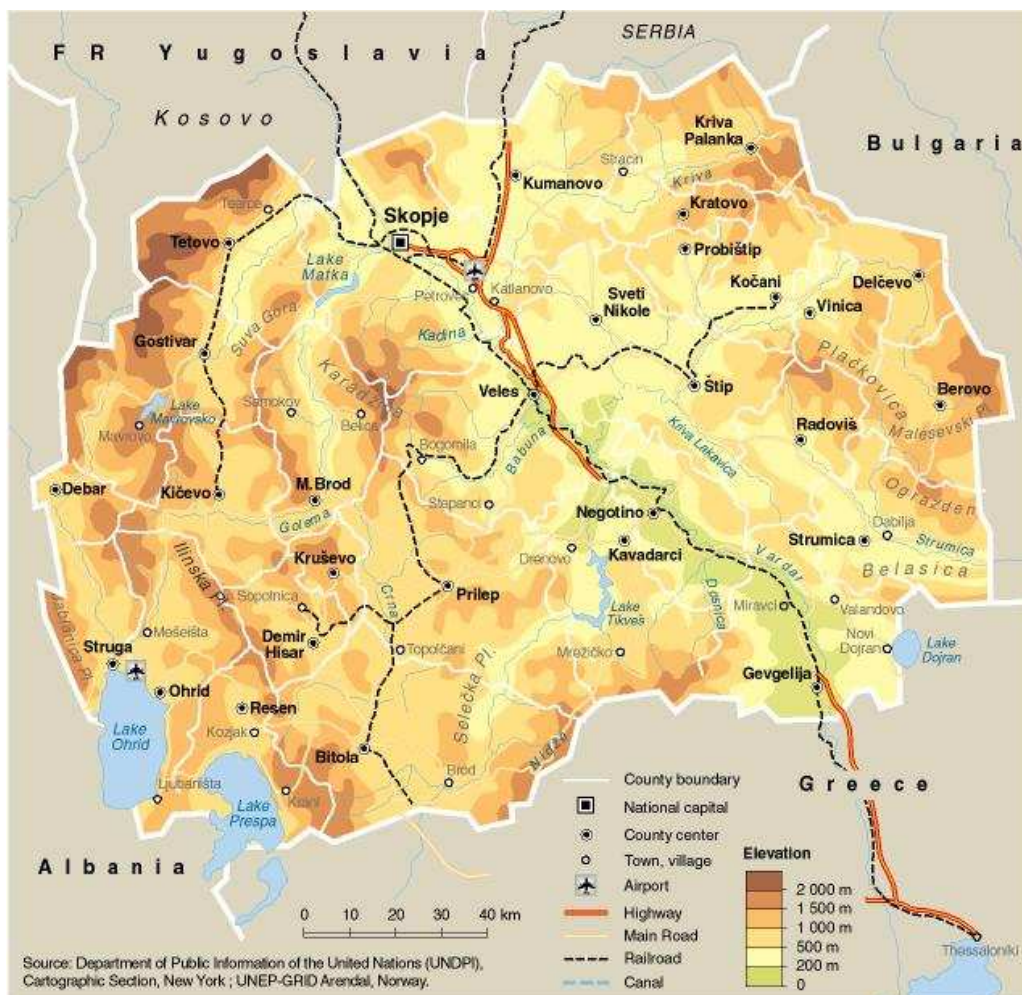 SERBIA
FR Yugoslavia
Kosovo
Bulgaria
Kriva
Palanka
Stracin
Kriva
Kumanovo
Kratovo
Tearce
Skopje
Tetovo
Probištip
Lake
Matka
Petrovec
Katlanovo
Kočani
Delčevo
Sveti
Nikole
Vinica
Suva Gora
Kadina
Gostivar
Plačkovica
Karadžica
Veles
Štip
Berovo
Lake
Mavrovsko
Samokov
Belica
Mavrovo
Babuna
Kriva Lakavica
Radoviš
Maleševski Pl.
Bogomila
Debar
Kičevo
M. Brod
Stepanci
Ogražden
Golema
Negotino
Dabilja
Strumica
Strumica
Drenovo
Kavadarci
Vardar
Belasica
Ilinska Pl.
Kruševo
Crna
Prilep
Sopotnica
Lake
Tikveš
Došnica
Miravci
Valandovo
Jablanica Pl.
Mešeišta
Demir
Hisar
Topolčani
Selečka Pl.
Mrežičko
Novi
Dojran
Lake
Dojran
Struga
Ohrid
Resen
Gevgelija
Kozjak
Lake
Ohrid
Bitola
Nidže
Ljubaništa
Krani
Brod
Lake
Prespa
Greece
Albania
County boundary
National capital
County center
Town, village
Airport
Highway
Main Road
Railroad
Canal
Elevation
2 000 m
1 500 m
1 000 m
500 m
200 m
0
0 10 20 30 40 km
Thessaloniki
Source: Department of Public Information of the United Nations (UNDPI),
Cartographic Section, New York ; UNEP-GRID Arendal, Norway.